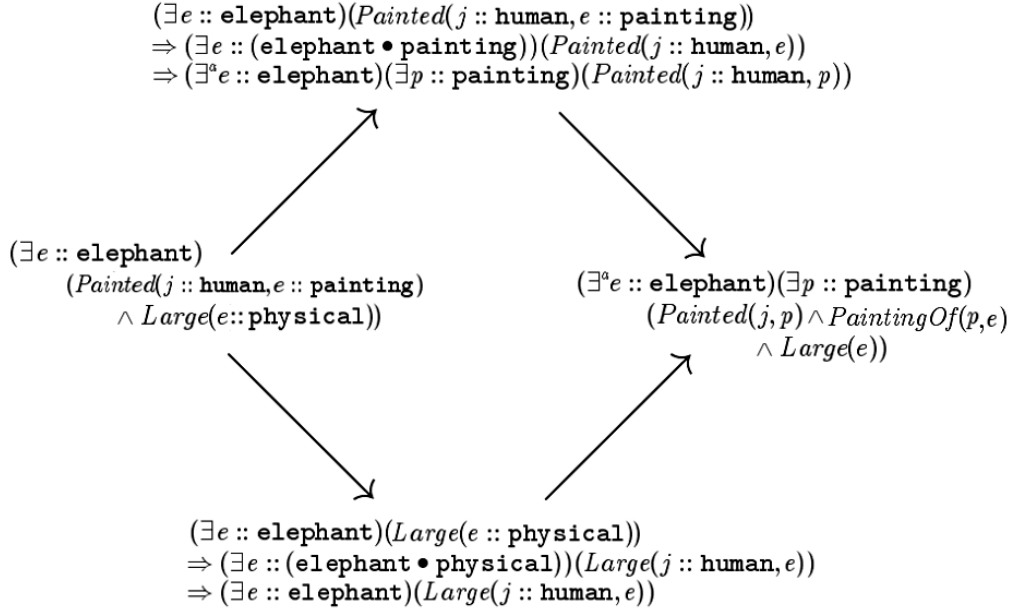 (∃e :: elephant)(Painted(j :: human, e :: painting))
⇒ (∃e :: (elephant • painting))(Painted(j :: human, e))
⇒ (∃ᵃe :: elephant)(∃p :: painting)(Painted(j :: human, p))
(∃e :: elephant)
(Painted(j :: human, e :: painting)
∧ Large(e::physical))
(∃ᵃe :: elephant)(∃p :: painting)
(Painted(j, p) ∧ PaintingOf(p,e)
∧ Large(e))
(∃e :: elephant)(Large(e :: physical))
⇒ (∃e :: (elephant • physical))(Large(j :: human, e))
⇒ (∃e :: elephant)(Large(j :: human, e))